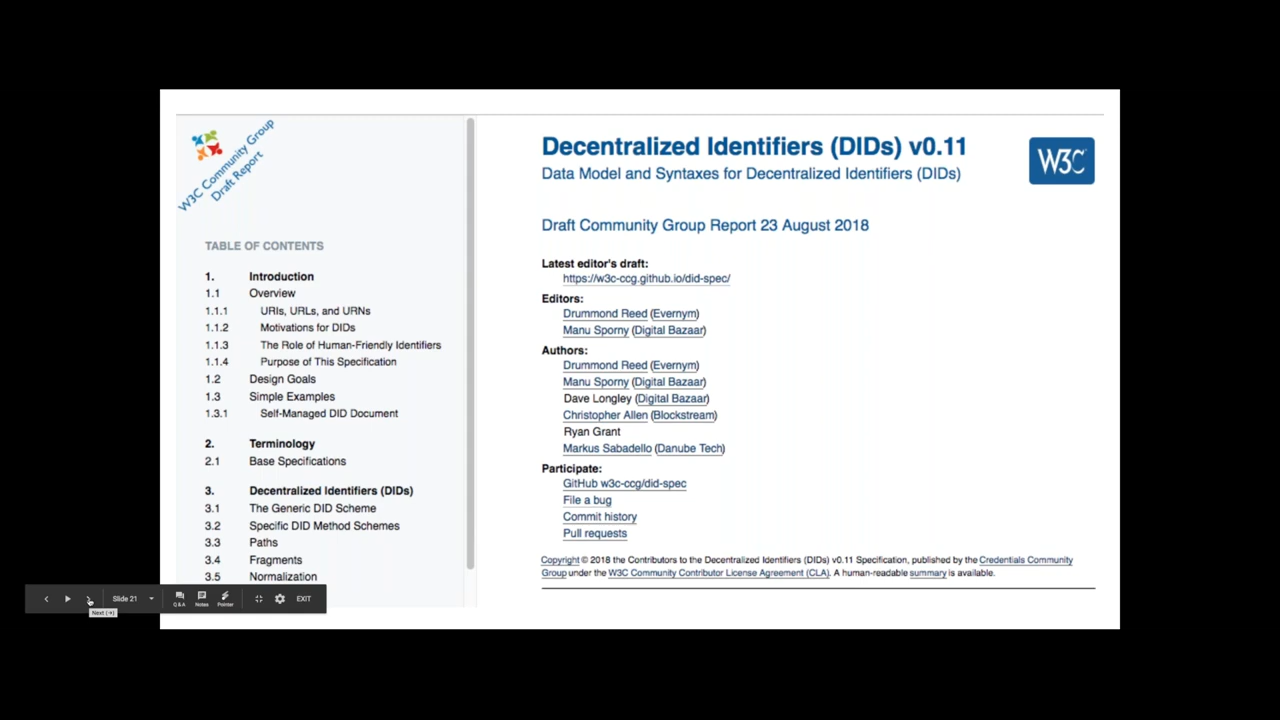 W3C Community Group
Draft Report
TABLE OF CONTENTS
1. Introduction
1.1 Overview
1.1.1 URIs, URLs, and URNs
1.1.2 Motivations for DIDs
1.1.3 The Role of Human-Friendly Identifiers
1.1.4 Purpose of This Specification
1.2 Design Goals
1.3 Simple Examples
1.3.1 Self-Managed DID Document
2. Terminology
2.1 Base Specifications
3. Decentralized Identifiers (DIDs)
3.1 The Generic DID Scheme
3.2 Specific DID Method Schemes
3.3 Paths
3.4 Fragments
3.5 Normalization
Decentralized Identifiers (DIDs) v0.11
Data Model and Syntaxes for Decentralized Identifiers (DIDs)
W3C
Draft Community Group Report 23 August 2018
Latest editor's draft:
https://w3c-ccg.github.io/did-spec/
Editors:
Drummond Reed (Evernym)
Manu Sporny (Digital Bazaar)
Authors:
Drummond Reed (Evernym)
Manu Sporny (Digital Bazaar)
Dave Longley (Digital Bazaar)
Christopher Allen (Blockstream)
Ryan Grant
Markus Sabadello (Danube Tech)
Participate:
GitHub w3c-ccg/did-spec
File a bug
Commit history
Pull requests
Copyright © 2018 the Contributors to the Decentralized Identifiers (DIDs) v0.11 Specification, published by the Credentials Community
Group under the W3C Community Contributor License Agreement (CLA). A human-readable summary is available.
Slide 21
Q&A
Notes
Pointer
EXIT
Next (→)